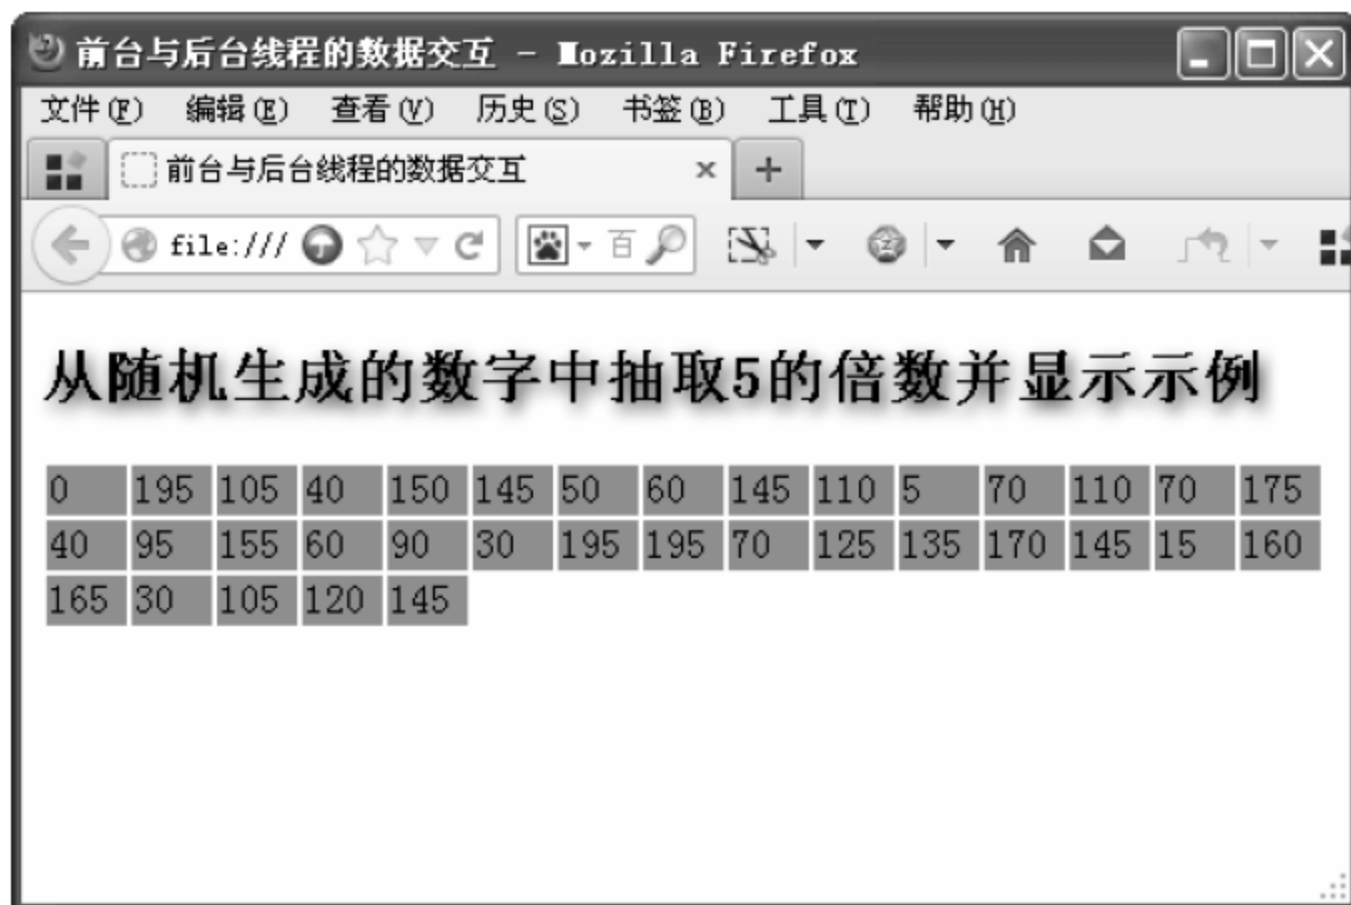 前台与后台线程的数据交互 - Mozilla Firefox
文件(F) 编辑(E) 查看(V) 历史(S) 书签(B) 工具(T) 帮助(H)
前台与后台线程的数据交互
file:/// 百
从随机生成的数字中抽取5的倍数并显示示例
0 195 105 40 150 145 50 60 145 110 5 70 110 70 175
40 95 155 60 90 30 195 195 70 125 135 170 145 15 160
165 30 105 120 145